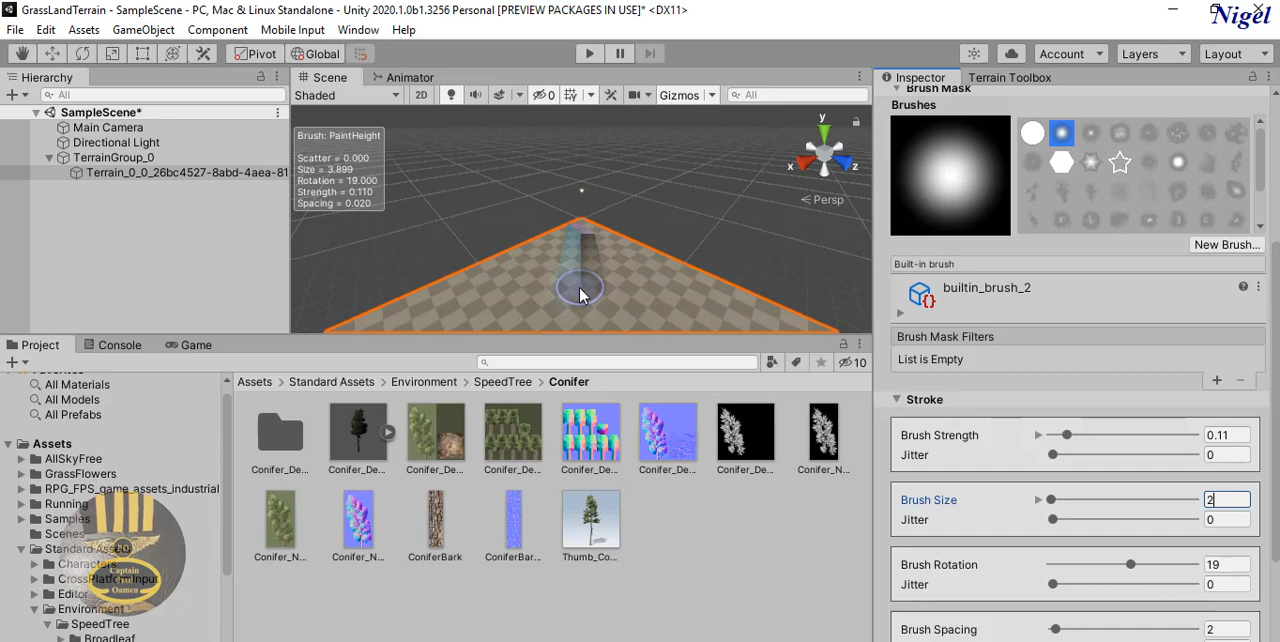 GrassLandTerrain - SampleScene - PC, Mac & Linux Standalone - Unity 2020.1.0b1.3256 Personal [PREVIEW PACKAGES IN USE]* <DX11>
Nigel
File Edit Assets GameObject Component Mobile Input Window Help
Pivot Global Account Layers Layout
Hierarchy Scene Animator Inspector Terrain Toolbox
All Shaded 2D 0 Gizmos All
SampleScene*
Main Camera
Directional Light
TerrainGroup_0
Terrain_0_0_26bc4527-8abd-4aea-81
Brush: PaintHeight
Scatter = 0.000
Size = 3.899
Rotation = 19.000
Strength = 0.110
Spacing = 0.020
y
x
z
Persp
Brush Mask
Brushes
New Brush...
Built-in brush
builtin_brush_2
Brush Mask Filters
List is Empty
Stroke
Brush Strength 0.11
Jitter 0
Brush Size 2
Jitter 0
Brush Rotation 19
Jitter 0
Brush Spacing 2
Project Console Game
10
Favorites
All Materials
All Models
All Prefabs
Assets
AllSkyFree
GrassFlowers
RPG_FPS_game_assets_industrial
Running
Samples
Scenes
Standard Assets
Characters
CrossPlatformInput
Editor
Environment
SpeedTree
Broadleaf
Captain
Oamen
Assets Standard Assets Environment SpeedTree Conifer
Conifer_De... Conifer_De... Conifer_De... Conifer_De... Conifer_De... Conifer_De... Conifer_De... Conifer_N...
Conifer_N... Conifer_N... ConiferBark ConiferBar... Thumb_Co...